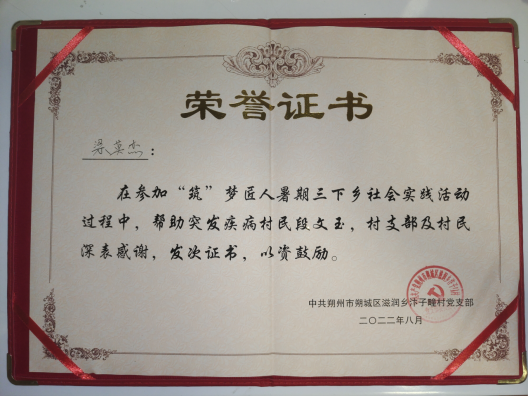 荣誉证书
梁英杰：
在参加“筑”梦匠人暑期三下乡社会实践活动
过程中，帮助突发疾病村民段文玉，村支部及村民
深表感谢，发次证书，以资鼓励。
中共朔州市朔城区滋润乡汴子疃村党支部
二〇二二年八月